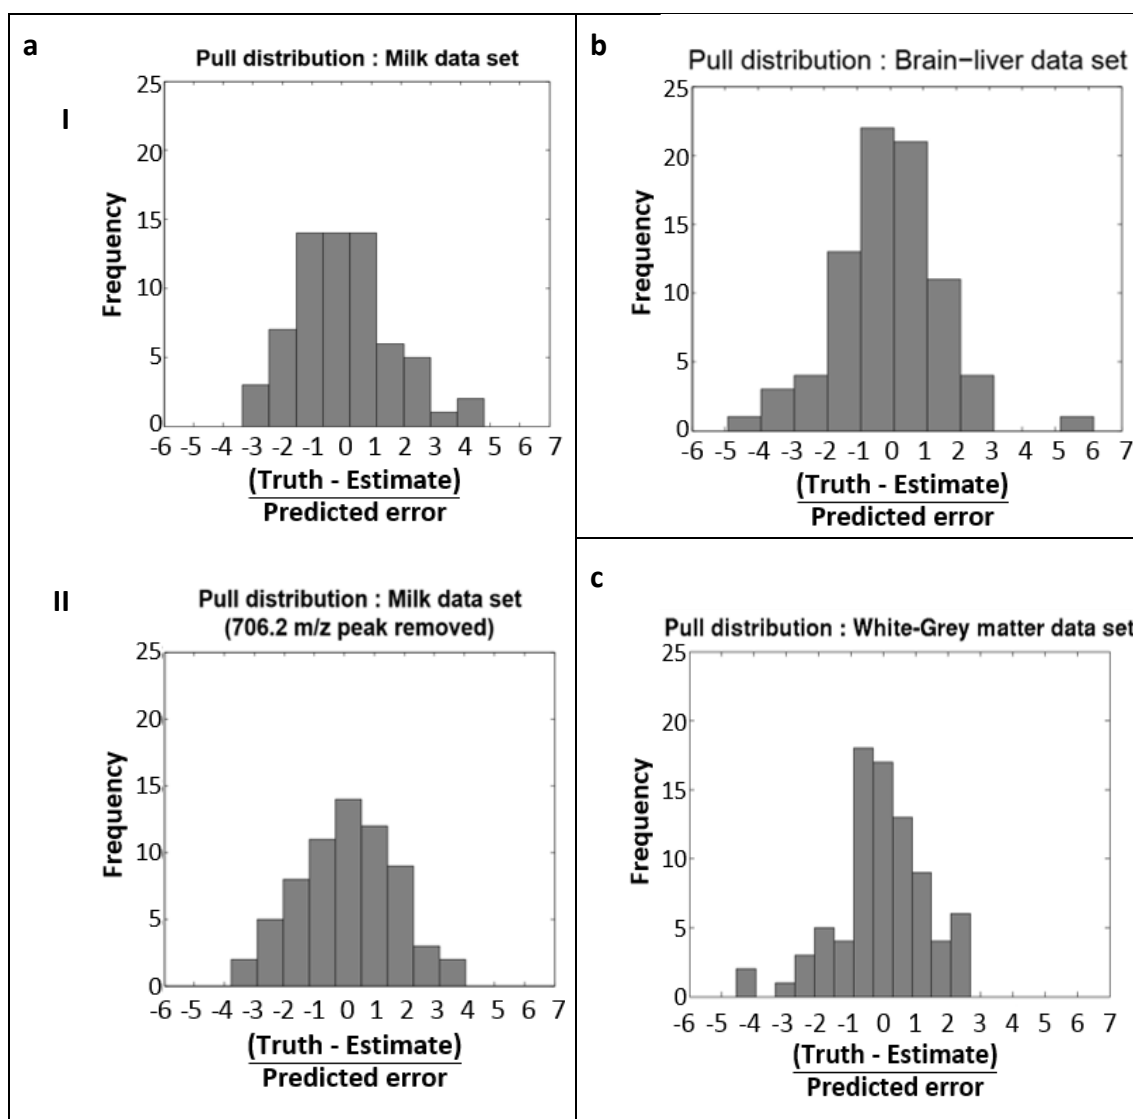 a
Pull distribution : Milk data set
I
25
20
15
10
5
0
Frequency
-6 -5 -4 -3 -2 -1 0 1 2 3 4 5 6 7
(Truth - Estimate)
Predicted error
II
Pull distribution : Milk data set
(706.2 m/z peak removed)
25
20
15
10
5
0
Frequency
-6 -5 -4 -3 -2 -1 0 1 2 3 4 5 6 7
(Truth - Estimate)
Predicted error
b
Pull distribution : Brain-liver data set
25
20
15
10
5
0
Frequency
-6 -5 -4 -3 -2 -1 0 1 2 3 4 5 6 7
(Truth - Estimate)
Predicted error
c
Pull distribution : White-Grey matter data set
25
20
15
10
5
0
Frequency
-6 -5 -4 -3 -2 -1 0 1 2 3 4 5 6 7
(Truth - Estimate)
Predicted error